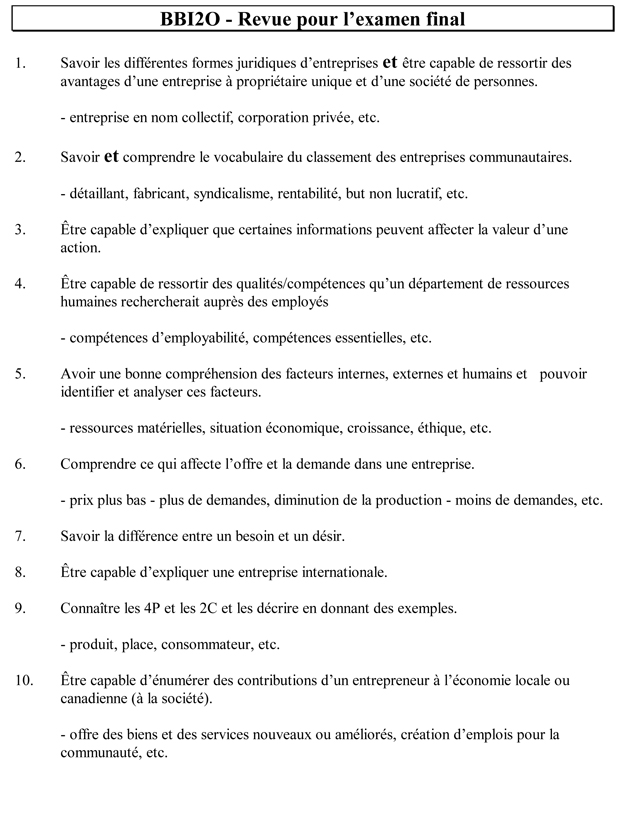 BBI2O - Revue pour l'examen final
1. Savoir les différentes formes juridiques d'entreprises et être capable de ressortir des
avantages d'une entreprise à propriétaire unique et d'une société de personnes.
- entreprise en nom collectif, corporation privée, etc.
2. Savoir et comprendre le vocabulaire du classement des entreprises communautaires.
- détaillant, fabricant, syndicalisme, rentabilité, but non lucratif, etc.
3. Être capable d'expliquer que certaines informations peuvent affecter la valeur d'une
action.
4. Être capable de ressortir des qualités/compétences qu'un département de ressources
humaines rechercherait auprès des employés
- compétences d'employabilité, compétences essentielles, etc.
5. Avoir une bonne compréhension des facteurs internes, externes et humains et pouvoir
identifier et analyser ces facteurs.
- ressources matérielles, situation économique, croissance, éthique, etc.
6. Comprendre ce qui affecte l'offre et la demande dans une entreprise.
- prix plus bas - plus de demandes, diminution de la production - moins de demandes, etc.
7. Savoir la différence entre un besoin et un désir.
8. Être capable d'expliquer une entreprise internationale.
9. Connaître les 4P et les 2C et les décrire en donnant des exemples.
- produit, place, consommateur, etc.
10. Être capable d'énumérer des contributions d'un entrepreneur à l'économie locale ou
canadienne (à la société).
- offre des biens et des services nouveaux ou améliorés, création d'emplois pour la
communauté, etc.